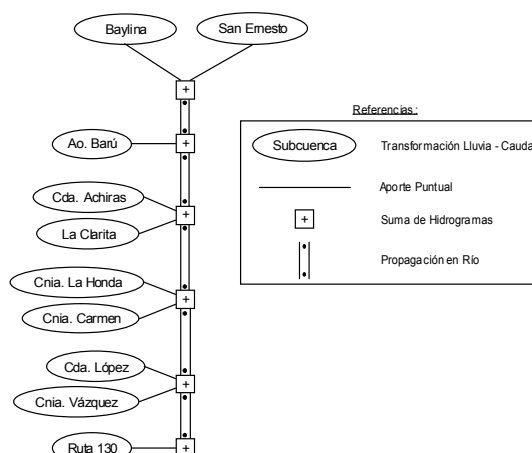 Baylina
San Ernesto
Ao. Barú
Cda. Achiras
La Clarita
Cnia. La Honda
Cnia. Carmen
Cda. López
Cnia. Vázquez
Ruta 130
Referencias:
Subcuenca Transformación Lluvia - Cauda
Aporte Puntual
+ Suma de Hidrogramas
Propagación en Río